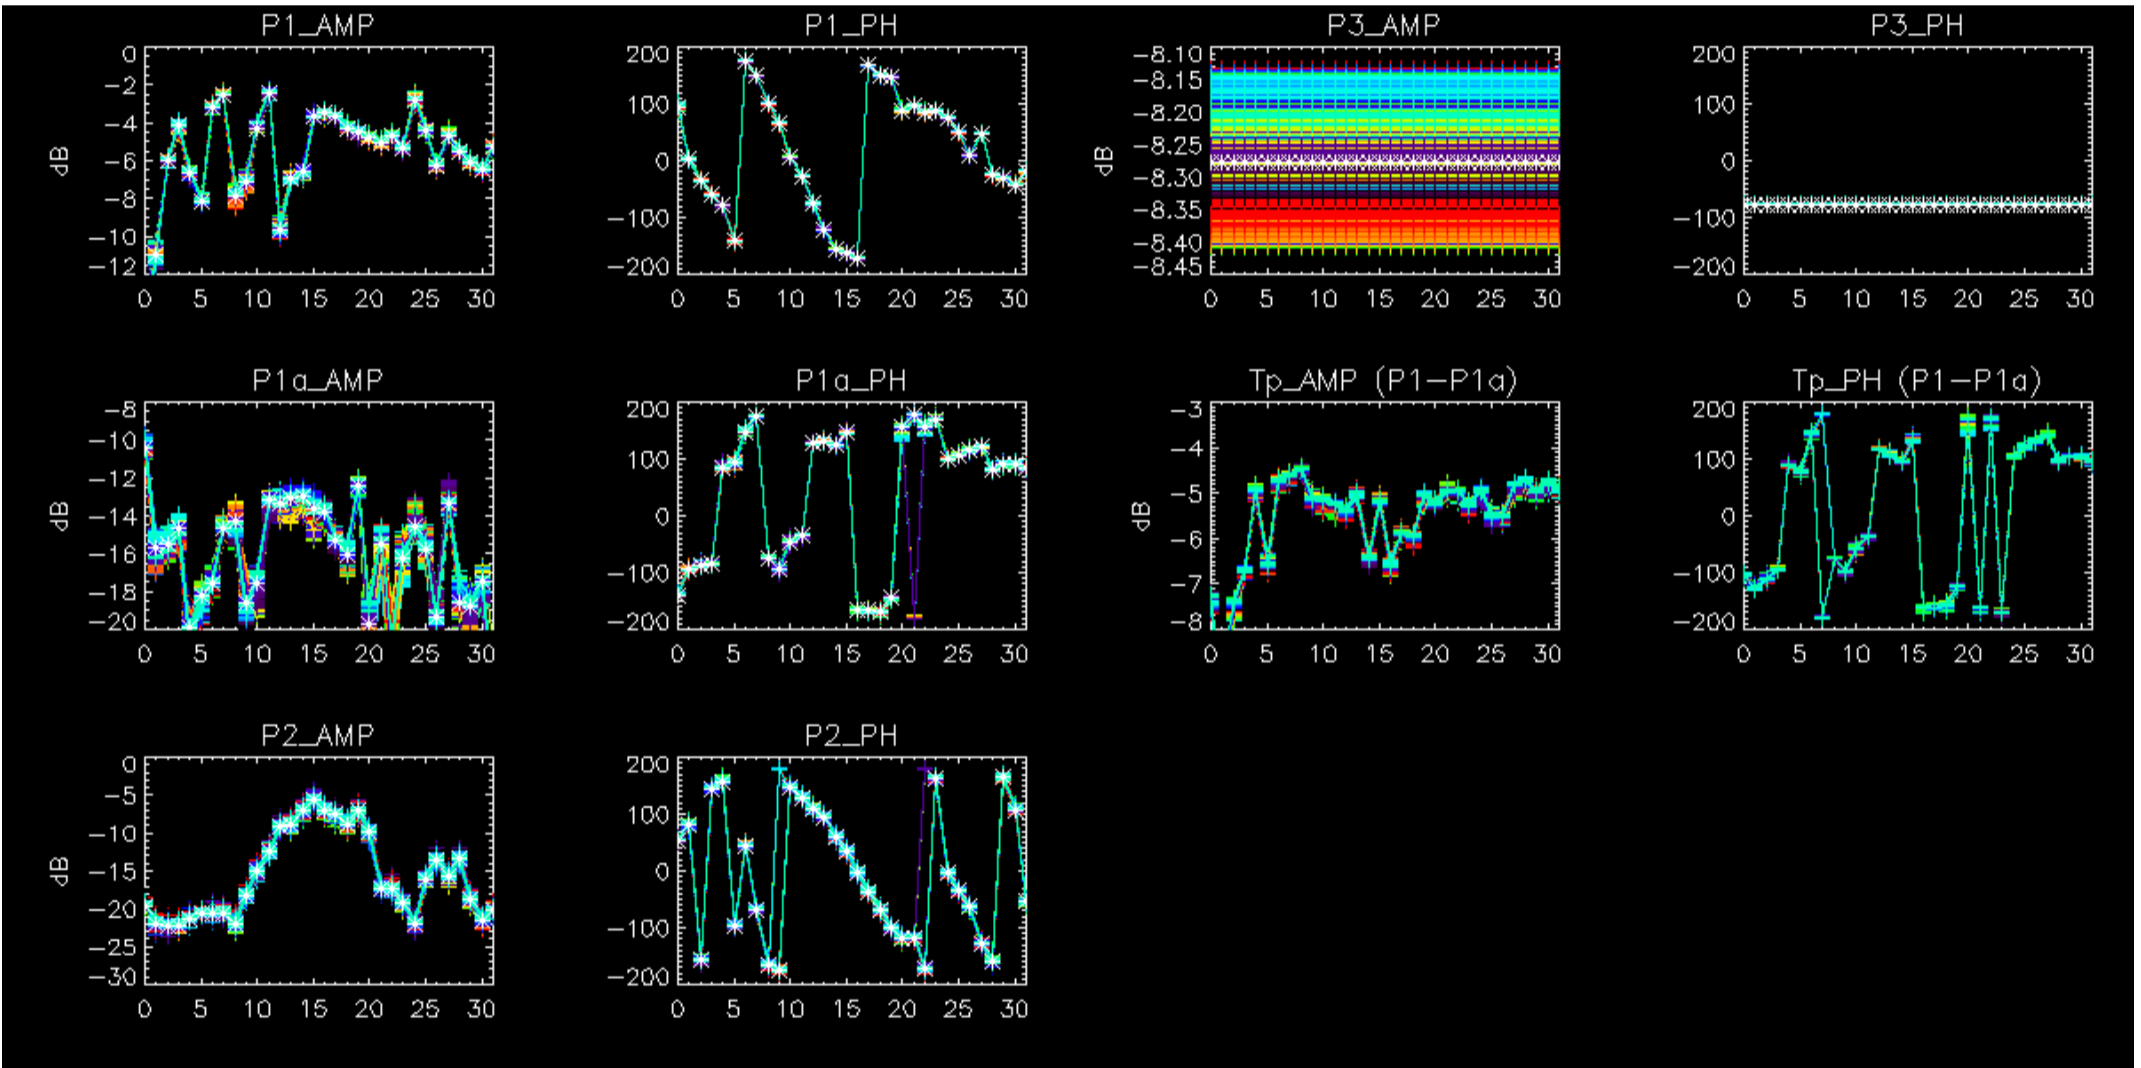 P1_AMP P1_PH P3_AMP P3_PH
0 200 -8.10 200
-2 100 -8.15 100
-4 0 -8.20 0
-6 -100 -8.25 -100
-8 -200 -8.30 -200
-10 -8.35
-12 -8.40
-8.45
dB dB
0 5 10 15 20 25 30 0 5 10 15 20 25 30 0 5 10 15 20 25 30 0 5 10 15 20 25 30
P1a_AMP P1a_PH Tp_AMP (P1-P1a) Tp_PH (P1-P1a)
-8 200 -3 200
-10 100 -4 100
-12 0 -5 0
-14 -100 -6 -100
-16 -200 -7 -200
-18 -8
-20
dB dB
0 5 10 15 20 25 30 0 5 10 15 20 25 30 0 5 10 15 20 25 30 0 5 10 15 20 25 30
P2_AMP P2_PH
0 200
-5 100
-10 0
-15 -100
-20 -200
-25
-30
dB
0 5 10 15 20 25 30 0 5 10 15 20 25 30